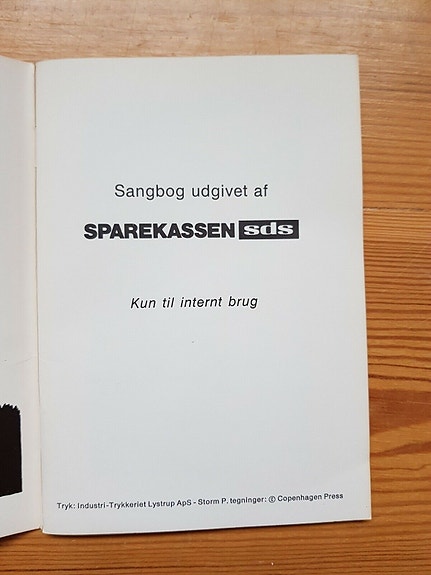 Sangbog udgivet af
SPAREKASSEN sds
Kun til internt brug
Tryk: Industri-Trykkeriet Lystrup ApS - Storm P. tegninger: © Copenhagen Press